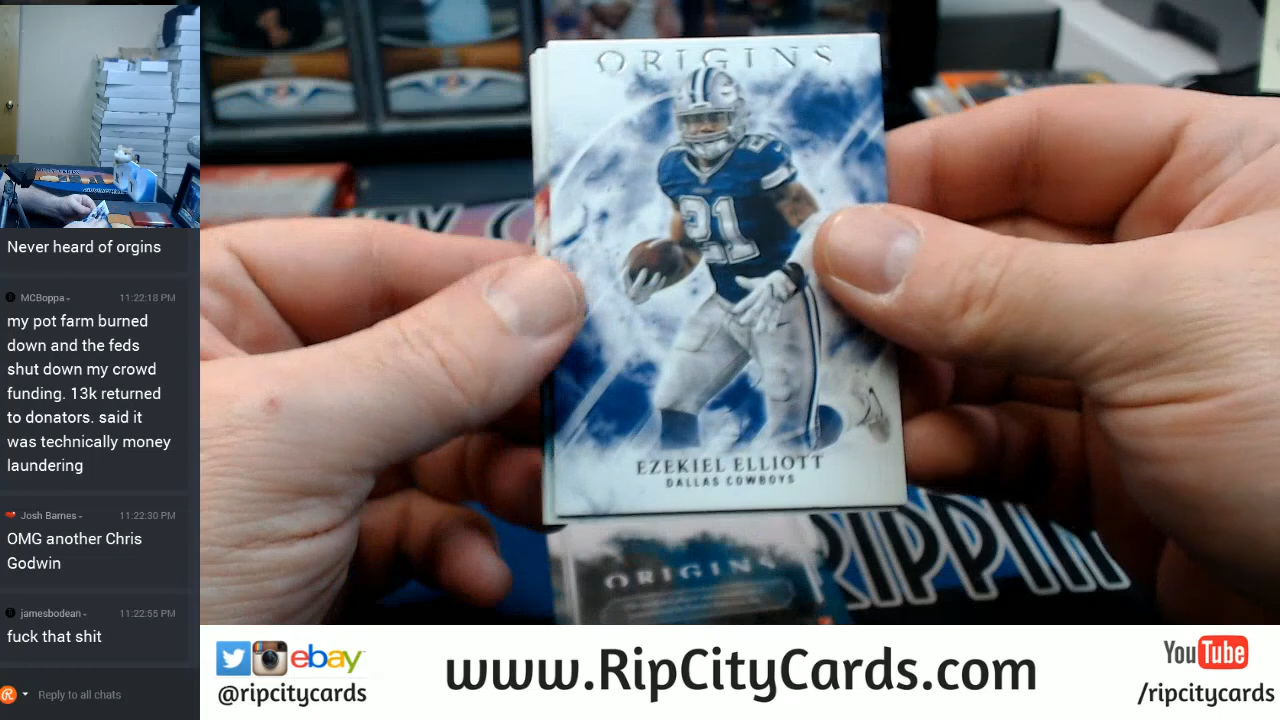 Never heard of orgins
MCBoppa
11:22:18 PM
my pot farm burned
down and the feds
shut down my crowd
funding. 13k returned
to donators. said it
was technically money
laundering
Josh Barnes
11:22:30 PM
OMG another Chris
Godwin
jamesbodean
11:22:55 PM
fuck that shit
Reply to all chats
ORIGINS
21
21
EZEKIEL ELLIOTT
DALLAS COWBOYS
ORIGINS
RIPPIN
ebay
@ripcitycards
www.RipCityCards.com
YouTube
/ripcitycards